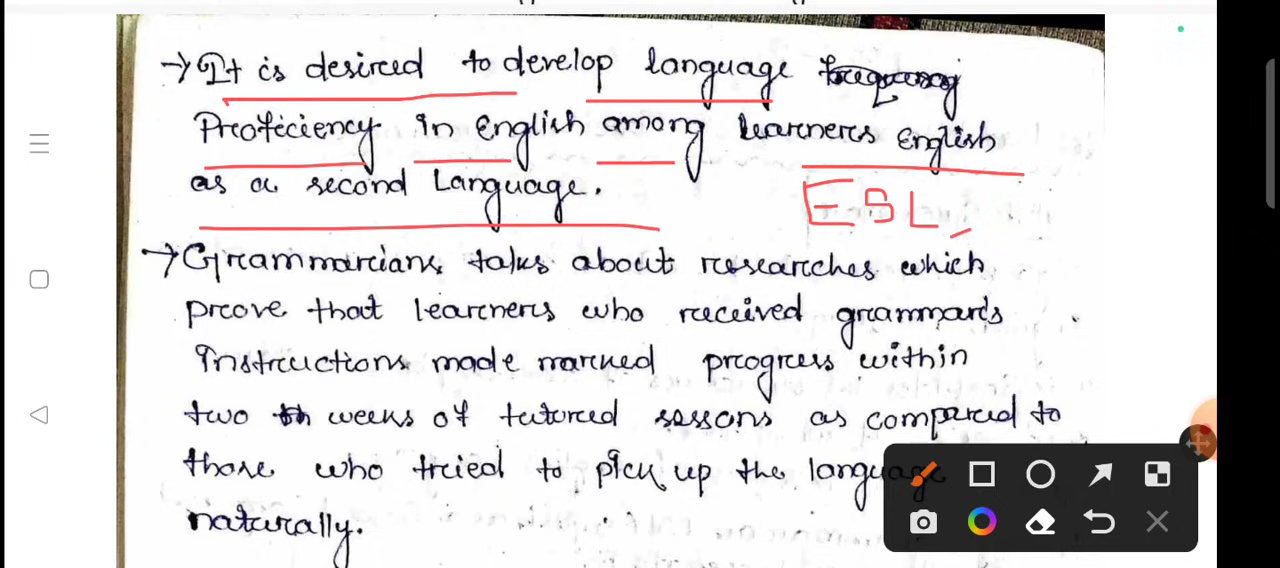 → It is desired to develop language
Proficiency in English among learners English
as a second Language.
ESL
→ Grammarians talks about researches which
prove that learners who received grammars
instructions made marked progress within
two weeks of tutored sessons as compared to
those who tried to pick up the language
naturally.